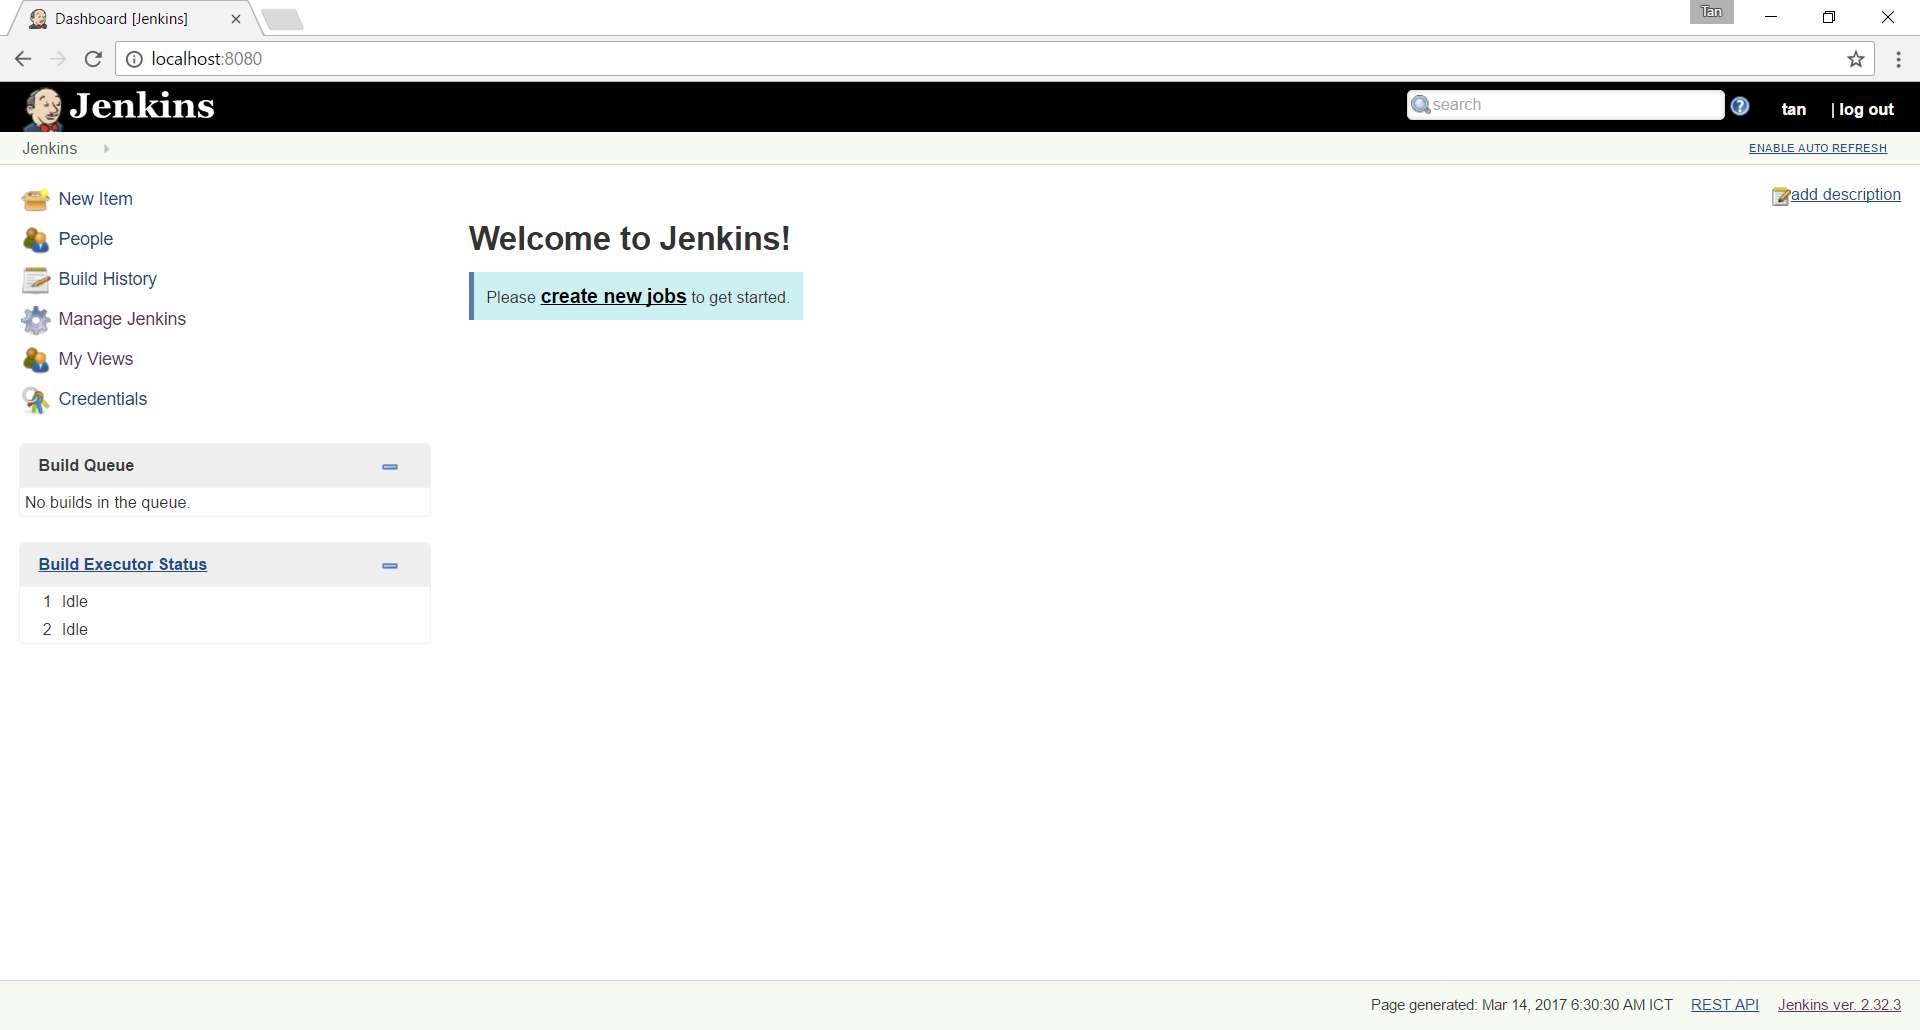 Dashboard [Jenkins]
Tan
localhost:8080
Jenkins
search
tan
| log out
Jenkins
ENABLE AUTO REFRESH
New Item
People
Build History
Manage Jenkins
My Views
Credentials
add description
Welcome to Jenkins!
Please create new jobs to get started.
Build Queue
No builds in the queue.
Build Executor Status
1 Idle
2 Idle
Page generated: Mar 14, 2017 6:30:30 AM ICT REST API Jenkins ver. 2.32.3